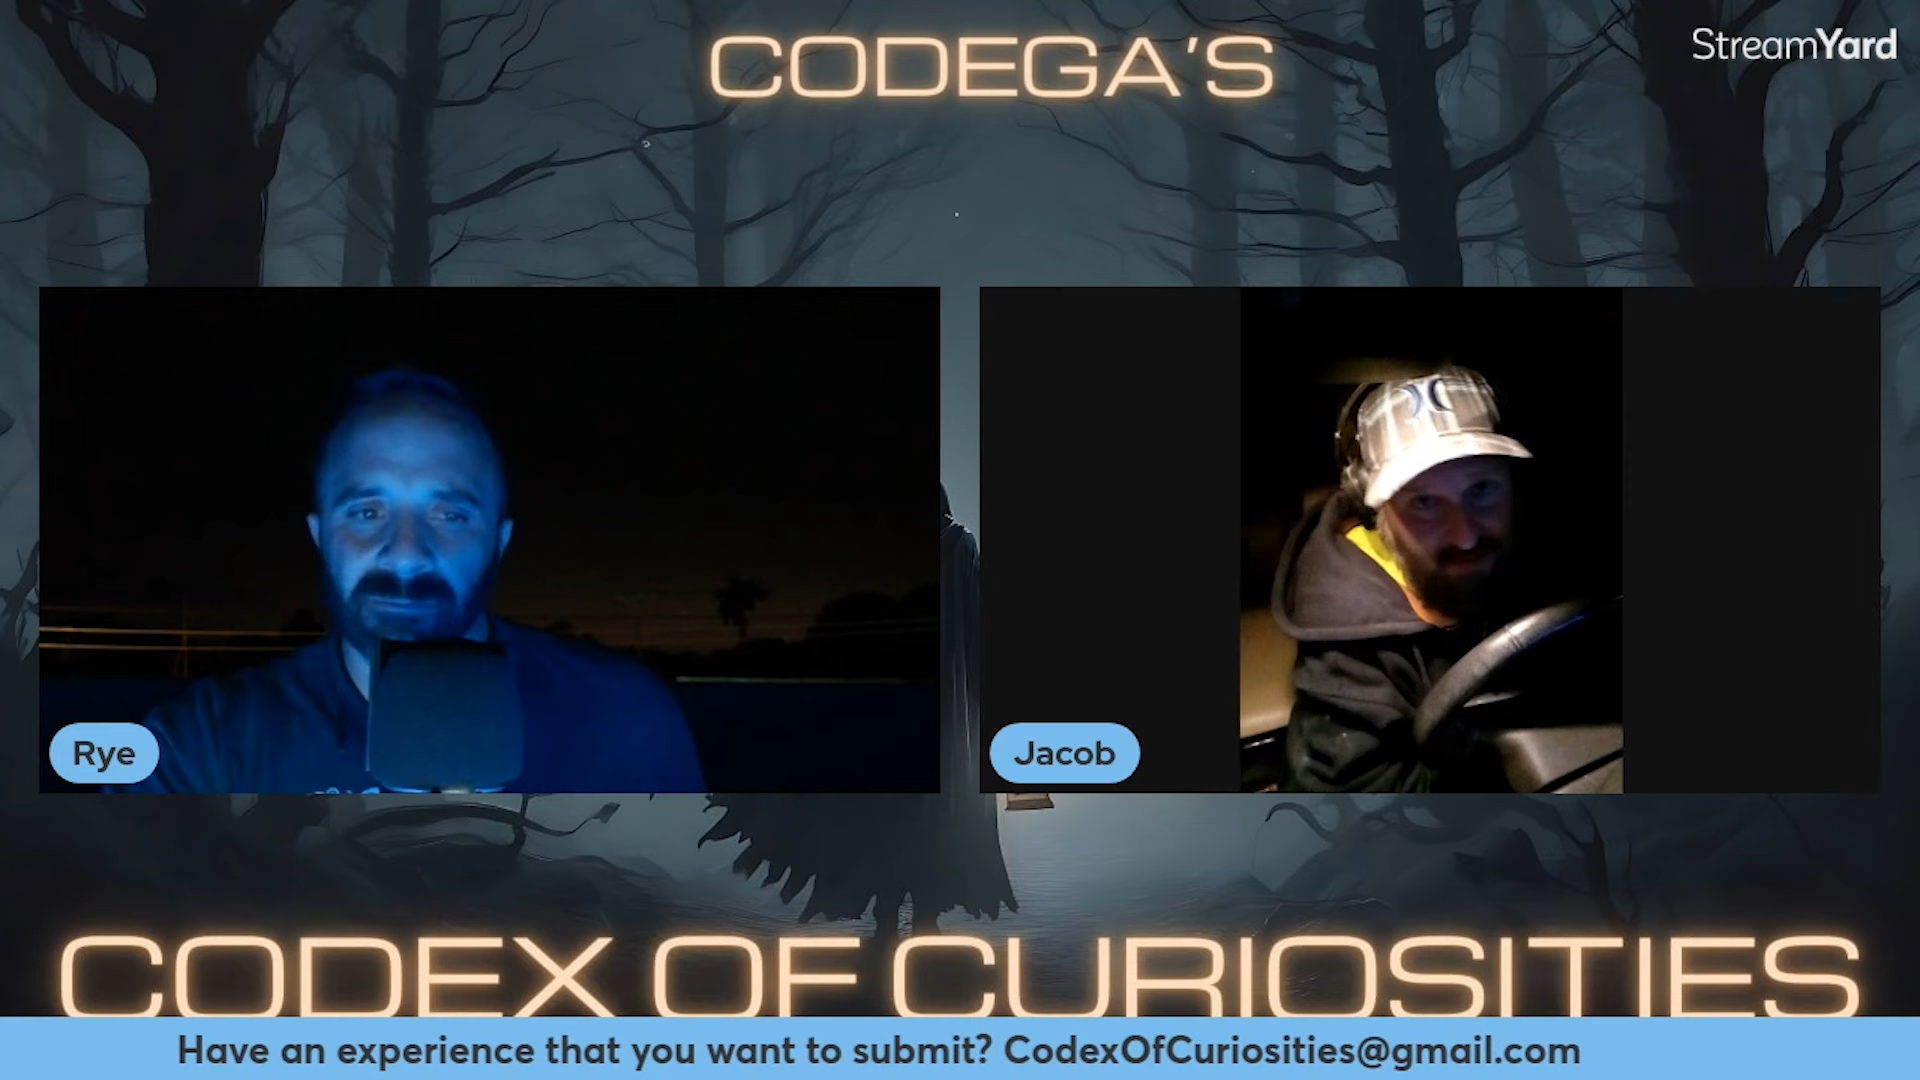 CODEGA'S
StreamYard
Rye
Jacob
CODEX OF CURIOSITIES
Have an experience that you want to submit? CodexOfCuriosities@gmail.com